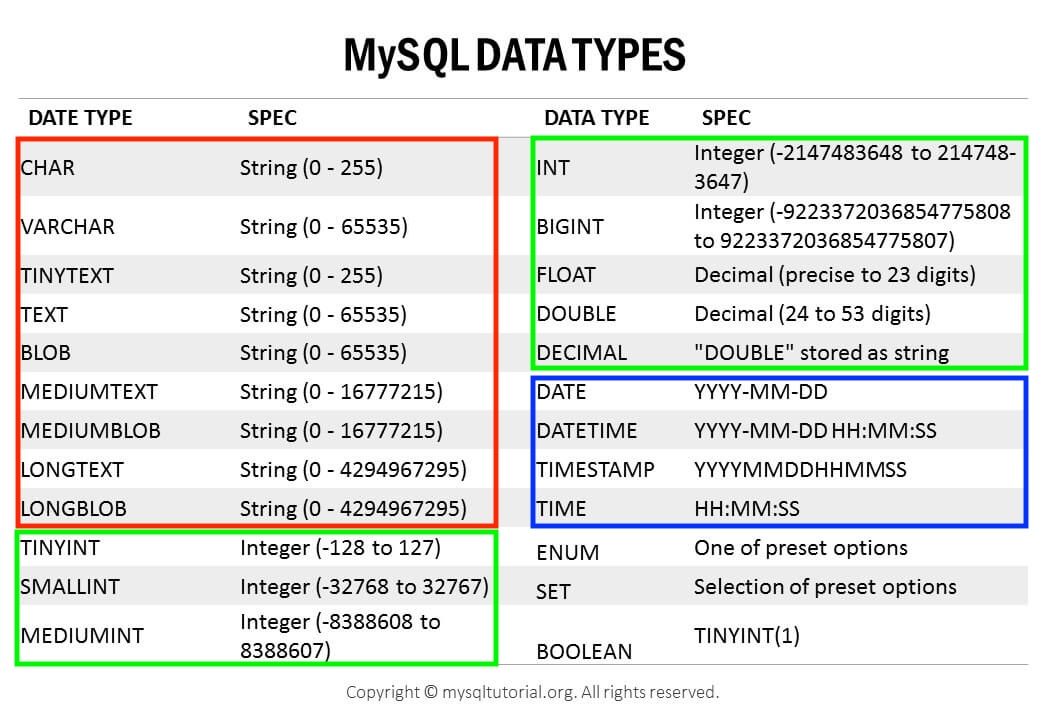 MySQL DATA TYPES
DATE TYPE SPEC DATA TYPE SPEC
CHAR String (0 - 255) INT Integer (-2147483648 to 214748-
3647)
VARCHAR String (0 - 65535) BIGINT Integer (-9223372036854775808
to 9223372036854775807)
TINYTEXT String (0 - 255) FLOAT Decimal (precise to 23 digits)
TEXT String (0 - 65535) DOUBLE Decimal (24 to 53 digits)
BLOB String (0 - 65535) DECIMAL "DOUBLE" stored as string
MEDIUMTEXT String (0 - 16777215) DATE YYYY-MM-DD
MEDIUMBLOB String (0 - 16777215) DATETIME YYYY-MM-DD HH:MM:SS
LONGTEXT String (0 - 4294967295) TIMESTAMP YYYYMMDDHHMMSS
LONGBLOB String (0 - 4294967295) TIME HH:MM:SS
TINYINT Integer (-128 to 127) ENUM One of preset options
SMALLINT Integer (-32768 to 32767) SET Selection of preset options
MEDIUMINT Integer (-8388608 to
8388607) BOOLEAN TINYINT(1)
Copyright © mysqltutorial.org. All rights reserved.